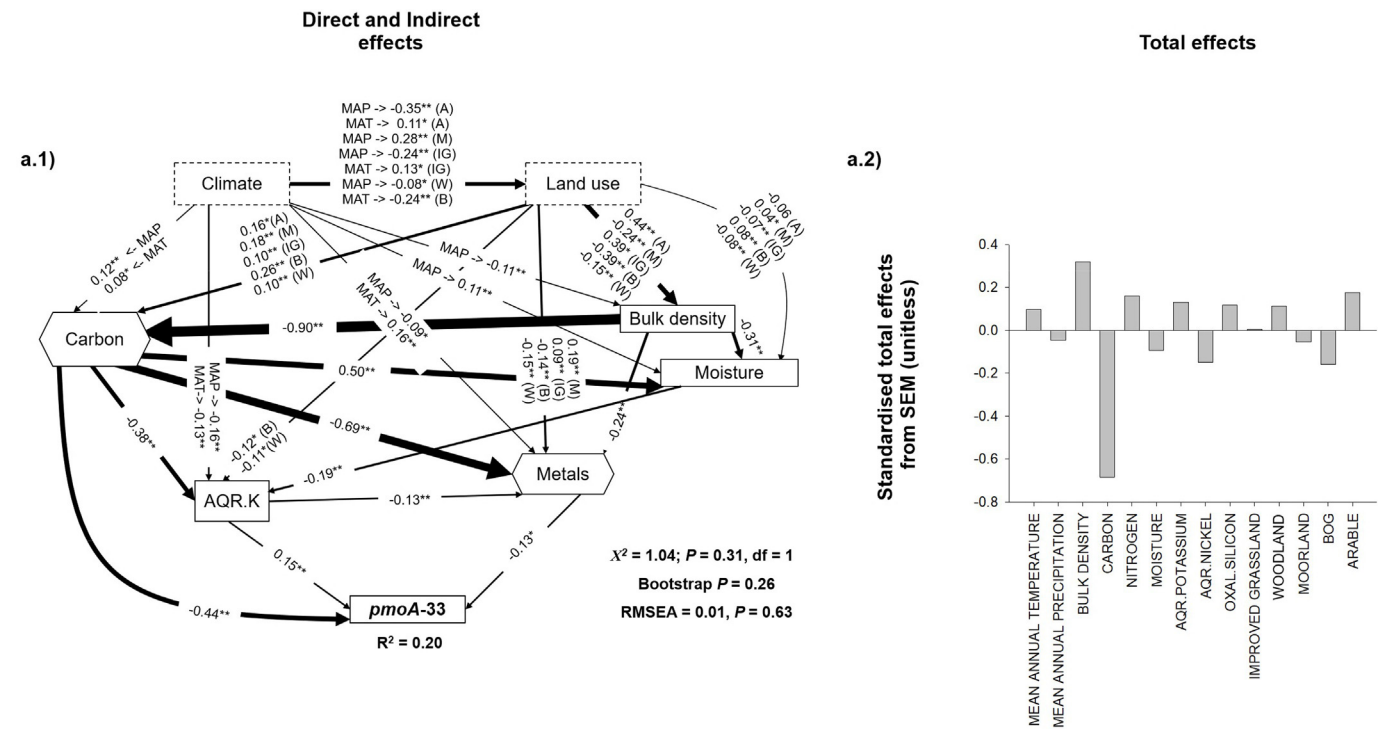 Direct and Indirect
effects
Total effects
a.1)
a.2)
MAP -> -0.35** (A)
MAT -> 0.11* (A)
MAP -> 0.28** (M)
MAP -> -0.24** (IG)
MAT -> 0.13* (IG)
MAP -> -0.08* (W)
MAT -> -0.24** (B)
Climate
Land use
0.12** <- MAP
0.08* <- MAT
0.16*(A)
0.18** (M)
0.10** (IG)
0.26** (B)
0.10** (W)
MAP -> -0.11**
MAP -> 0.11**
MAP -> -0.09*
MAT -> 0.16**
0.44** (A)
-0.24** (M)
0.39* (IG)
-0.39** (B)
-0.15** (W)
-0.06 (A)
0.04* (M)
-0.07** (IG)
0.08** (B)
-0.08** (W)
Carbon
-0.90**
Bulk density
-0.31**
Moisture
0.50**
0.19** (M)
0.09** (IG)
-0.14** (B)
-0.15** (W)
MAP -> -0.16**
MAT-> -0.13**
-0.38**
-0.69**
-0.24**
-0.12* (B)
-0.11*(W)
-0.19**
Metals
AQR.K
-0.13**
0.15**
-0.13*
-0.44**
pmoA-33
R² = 0.20
X² = 1.04; P = 0.31, df = 1
Bootstrap P = 0.26
RMSEA = 0.01, P = 0.63
Standardised total effects
from SEM (unitless)
0.4
0.2
0.0
-0.2
-0.4
-0.6
-0.8
MEAN ANNUAL TEMPERATURE
MEAN ANNUAL PRECIPITATION
BULK DENSITY
CARBON
NITROGEN
MOISTURE
AQR.POTASSIUM
AQR.NICKEL
OXAL.SILICON
IMPROVED GRASSLAND
WOODLAND
MOORLAND
BOG
ARABLE